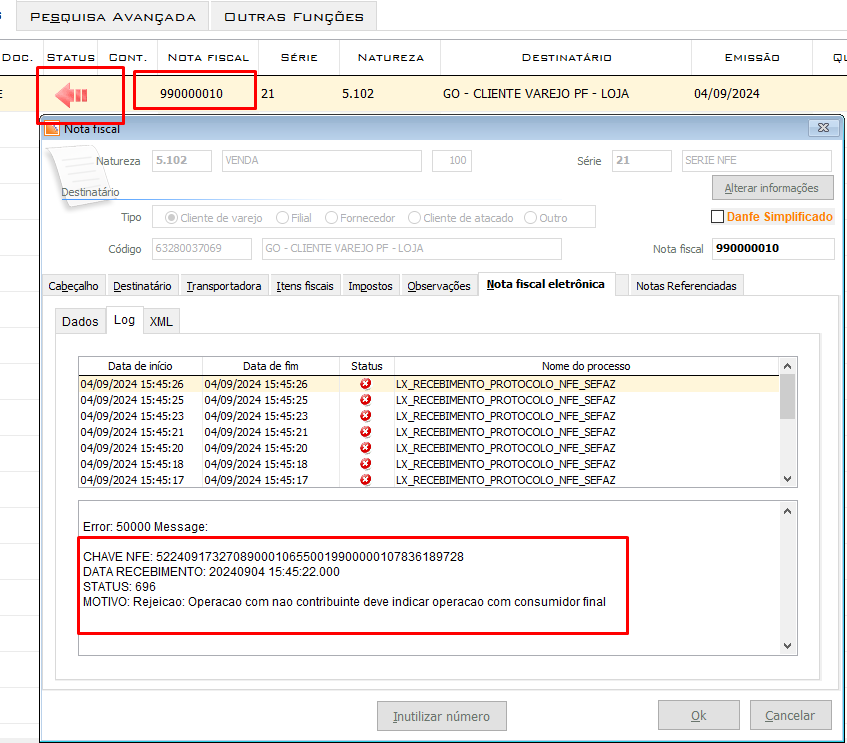 PESQUISA AVANÇADA OUTRAS FUNÇÕES
DOC. STATUS CONT. NOTA FISCAL SÉRIE NATUREZA DESTINATÁRIO EMISSÃO QU
E 990000010 21 5.102 GO - CLIENTE VAREJO PF - LOJA 04/09/2024
Nota fiscal
Natureza 5.102 VENDA 100 Série 21 SERIE NFE
Destinatário Alterar informações
Tipo Cliente de varejo Filial Fornecedor Cliente de atacado Outro Danfe Simplificado
Código 63280037069 GO - CLIENTE VAREJO PF - LOJA Nota fiscal 990000010
Cabeçalho Destinatário Transportadora Itens fiscais Impostos Observações Nota fiscal eletrônica Notas Referenciadas
Dados Log XML
Data de início Data de fim Status Nome do processo
04/09/2024 15:45:26 04/09/2024 15:45:26 LX_RECEBIMENTO_PROTOCOLO_NFE_SEFAZ
04/09/2024 15:45:25 04/09/2024 15:45:25 LX_RECEBIMENTO_PROTOCOLO_NFE_SEFAZ
04/09/2024 15:45:23 04/09/2024 15:45:23 LX_RECEBIMENTO_PROTOCOLO_NFE_SEFAZ
04/09/2024 15:45:21 04/09/2024 15:45:21 LX_RECEBIMENTO_PROTOCOLO_NFE_SEFAZ
04/09/2024 15:45:20 04/09/2024 15:45:20 LX_RECEBIMENTO_PROTOCOLO_NFE_SEFAZ
04/09/2024 15:45:18 04/09/2024 15:45:18 LX_RECEBIMENTO_PROTOCOLO_NFE_SEFAZ
04/09/2024 15:45:17 04/09/2024 15:45:17 LX_RECEBIMENTO_PROTOCOLO_NFE_SEFAZ
Error: 50000 Message:
CHAVE NFE: 52240917327089000106550019900000107836189728
DATA RECEBIMENTO: 20240904 15:45:22.000
STATUS: 696
MOTIVO: Rejeicao: Operacao com nao contribuinte deve indicar operacao com consumidor final
Inutilizar número Ok Cancelar